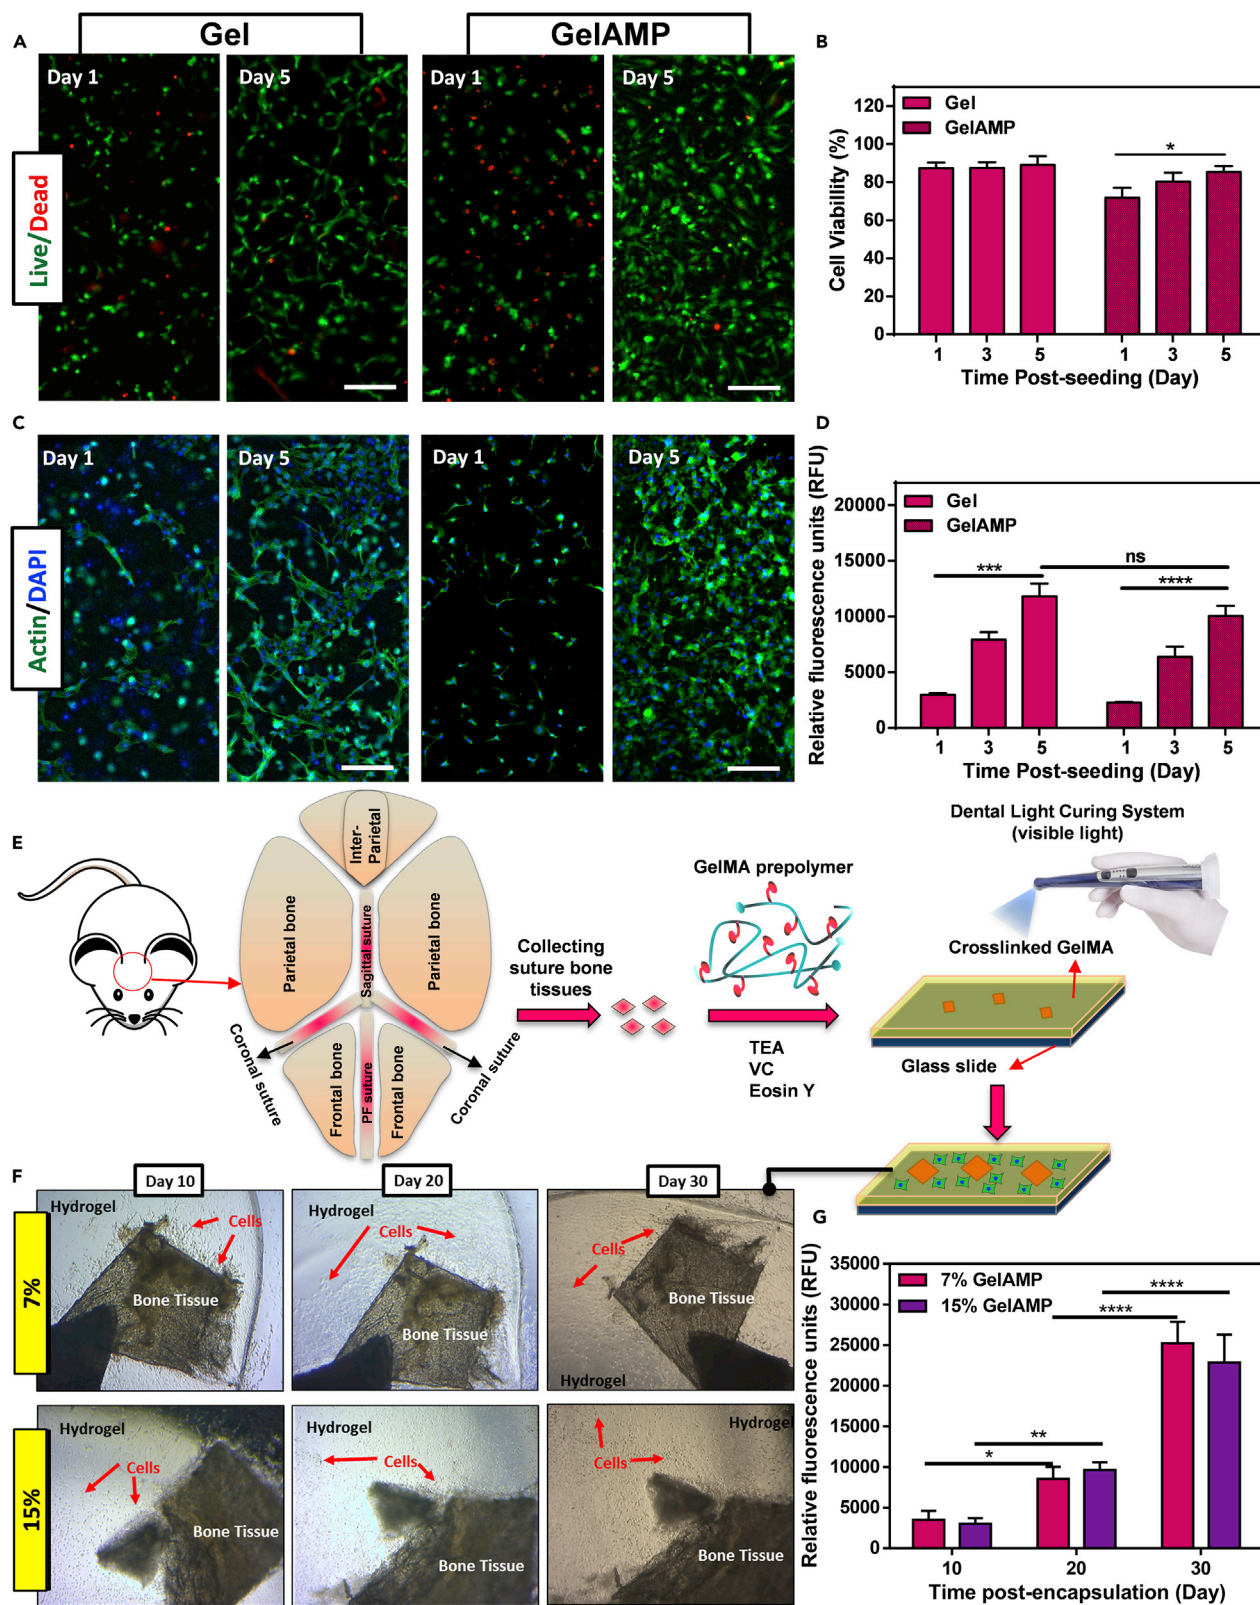 A
Gel
GelAMP
Day 1
Day 5
Day 1
Day 5
Live/Dead
B
Gel
GelAMP
*
Cell Viabillity (%)
120
100
80
60
40
20
0
1 3 5 1 3 5
Time Post-seeding (Day)
C
Day 1
Day 5
Day 1
Day 5
Actin/DAPI
D
Gel
GelAMP
***
ns
****
Relative fluorescence units (RFU)
20000
15000
10000
5000
0
1 3 5 1 3 5
Time Post-seeding (Day)
E
Inter-
Parietal
Parietal bone
Sagittal suture
Parietal bone
Coronal suture
Frontal bone
PF suture
Frontal bone
Coronal suture
Collecting
suture bone
tissues
GelMA prepolymer
TEA
VC
Eosin Y
Dental Light Curing System
(visible light)
Crosslinked GelMA
Glass slide
F
Day 10
Day 20
Day 30
7%
Hydrogel
Cells
Bone Tissue
Hydrogel
Cells
Bone Tissue
Cells
Bone Tissue
Hydrogel
15%
Hydrogel
Cells
Bone Tissue
Hydrogel
Cells
Bone Tissue
Hydrogel
Cells
Bone Tissue
G
7% GelAMP
15% GelAMP
****
****
**
*
Relative fluorescence units (RFU)
35000
30000
25000
20000
15000
10000
5000
0
10 20 30
Time post-encapsulation (Day)